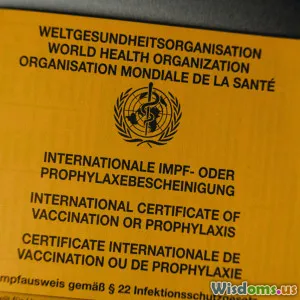 WELTGESUNDHEITSORGANISATION
WORLD HEALTH ORGANIZATION
ORGANISATION MONDIALE DE LA SANTÉ
INTERNATIONALE IMPF- ODER
PROPHYLAXEBESCHEINIGUNG
INTERNATIONAL CERTIFICATE OF
VACCINATION OR PROPHYLAXIS
CERTIFICATE INTERNATIONALE DE
VACCINATION OU DE PROPHYLAXIE
mpfausweis gemäß § 22 Infektionsschutz
Wisdoms.us